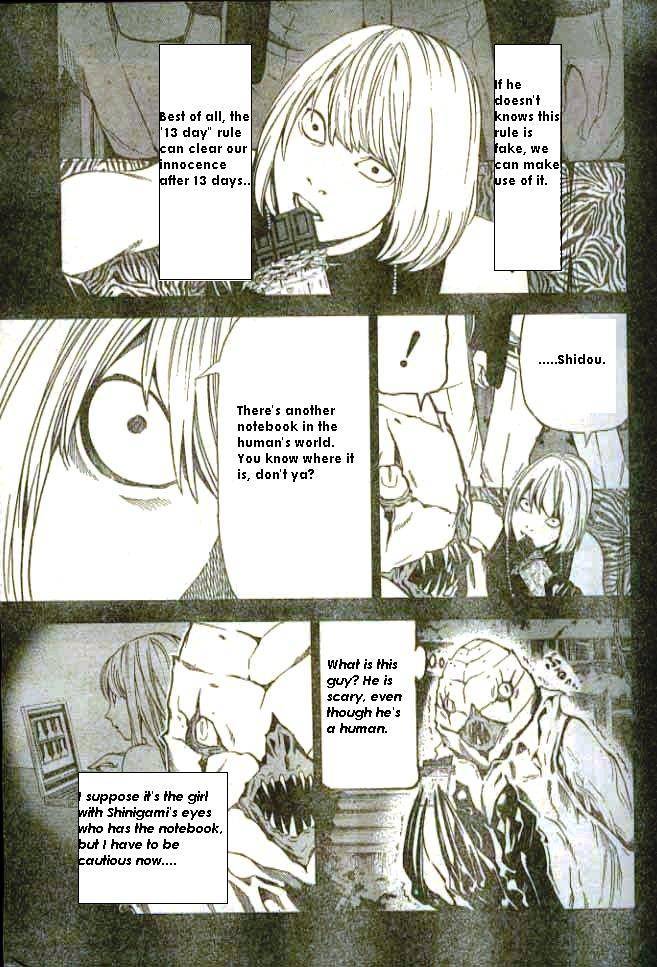 If he
doesn't
knows this
rule is
fake, we
can make
use of it.
Best of all, the
"13 day" rule
can clear our
innocence
after 13 days..
.....Shidou.
!
There's another
notebook in the
human's world.
You know where it
is, don't ya?
What is this
guy? He is
scary, even
though he's
a human.
I suppose it's the girl
with Shinigami's eyes
who has the notebook,
but I have to be
cautious now....